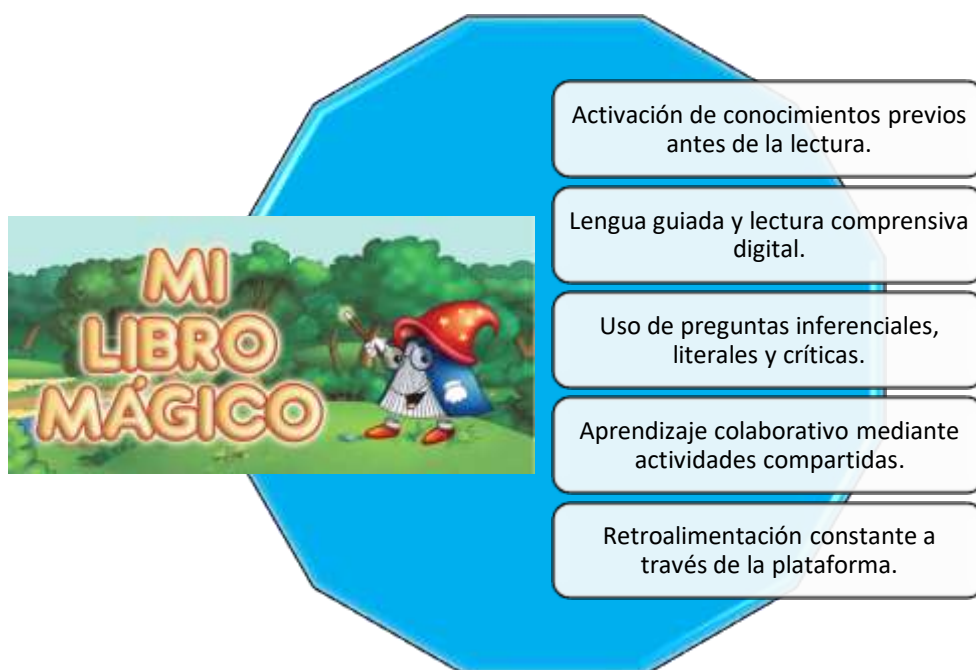 MI
LIBRO
MÁGICO
Activación de conocimientos previos
antes de la lectura.
Lengua guiada y lectura comprensiva
digital.
Uso de preguntas inferenciales,
literales y críticas.
Aprendizaje colaborativo mediante
actividades compartidas.
Retroalimentación constante a
través de la plataforma.